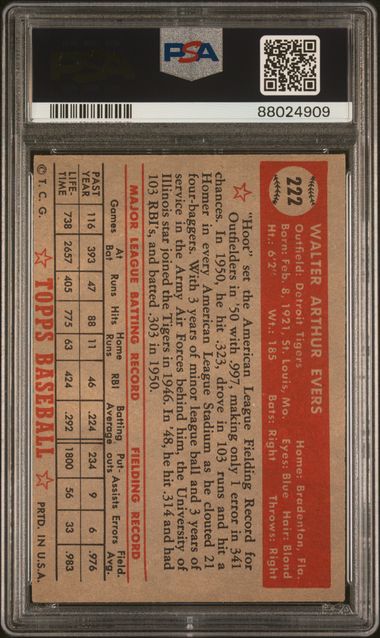 PSA
88024909
222
WALTER ARTHUR EVERS
Outfield: Detroit Tigers Home: Bradenton, Fla.
Born: Feb. 8, 1921, St. Louis, Mo. Eyes: Blue Hair: Blond
Ht.: 6'2" Wt.: 185 Bats: Right Throws: Right
"Hoot" set the American League Fielding Record for
Outfielders in '50 with .997, making only 1 error in 341
chances. In 1950, he hit .323, drove in 103 runs and hit a
Homer in every American League Stadium as he clouted 21
four-baggers. With 3 years of minor league ball and 3 years of
service in the Army Air Forces behind him, the University of
Illinois star joined the Tigers in 1946. In '48, he hit .314 and had
103 RBI's, and batted .303 in 1950.
MAJOR LEAGUE BATTING RECORD FIELDING RECORD
Games At Bat Runs Hits Home Runs RBI Batting Average Put-outs Assists Errors Field. Avg.
PAST YEAR 116 393 47 88 11 46 .224 234 9 6 .976
LIFE-TIME 738 2657 405 775 63 424 .292 1800 56 33 .983
© T. C. G. TOPPS BASEBALL PRTD. IN U.S.A.